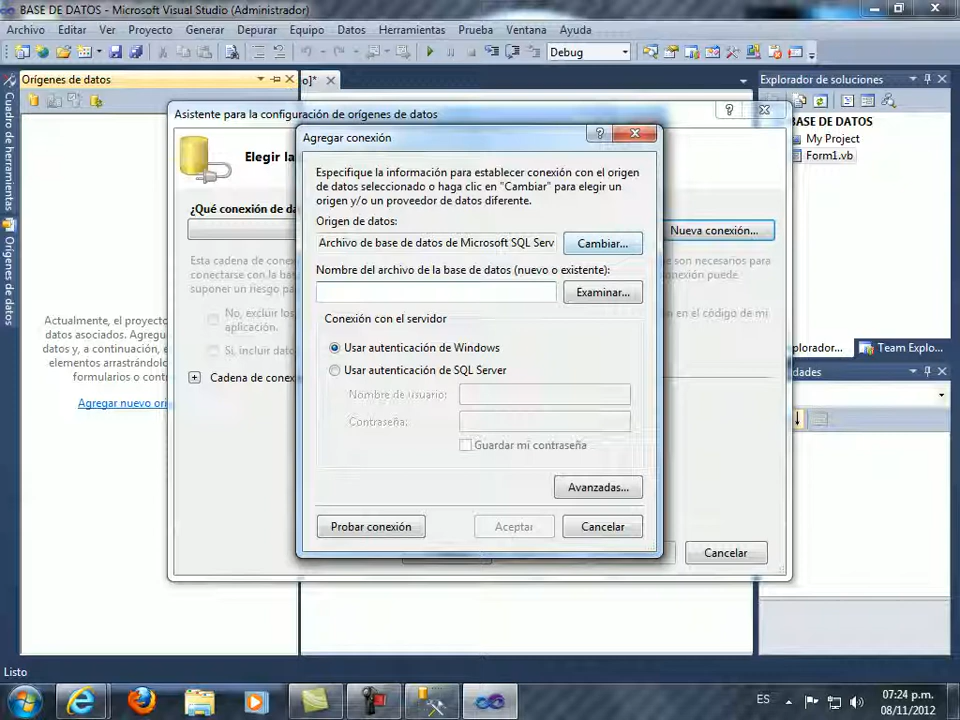 BASE DE DATOS - Microsoft Visual Studio (Administrador)
Archivo Editar Ver Proyecto Generar Depurar Equipo Datos Herramientas Prueba Ventana Ayuda
Debug
Orígenes de datos
o]*
Explorador de soluciones
Cuadro de herramientas
Orígenes de datos
Asistente para la configuración de orígenes de datos
BASE DE DATOS
My Project
Form1.vb
Elegir la
¿Qué conexión de da
Nueva conexión...
Esta cadena de conex
conectarse con la bas
suponer un riesgo par
son necesarios para
conexión puede.
No, excluir los
aplicación.
n en el código de mi
Sí, incluir dato
Cadena de conex
Actualmente, el proyecto
datos asociados. Agregu
datos y, a continuación, e
elementos arrastrándol
formularios o contr
Agregar nuevo ori
plorador...
Team Explo...
dades
Agregar conexión
Especifique la información para establecer conexión con el origen
de datos seleccionado o haga clic en "Cambiar" para elegir un
origen y/o un proveedor de datos diferente.
Origen de datos:
Archivo de base de datos de Microsoft SQL Serv
Cambiar...
Nombre del archivo de la base de datos (nuevo o existente):
Examinar...
Conexión con el servidor
Usar autenticación de Windows
Usar autenticación de SQL Server
Nombre de usuario:
Contraseña:
Guardar mi contraseña
Avanzadas...
Probar conexión
Aceptar
Cancelar
Cancelar
Listo
ES
07:24 p.m.
08/11/2012